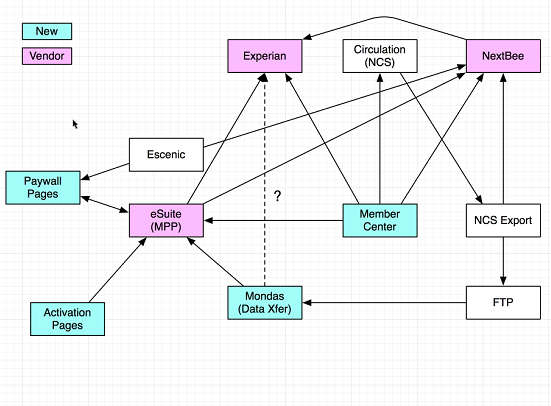 New
Vendor
Experian
Circulation
(NCS)
NextBee
Escenic
Paywall
Pages
eSuite
(MPP)
?
Member
Center
NCS Export
Activation
Pages
Mondas
(Data Xfer)
FTP